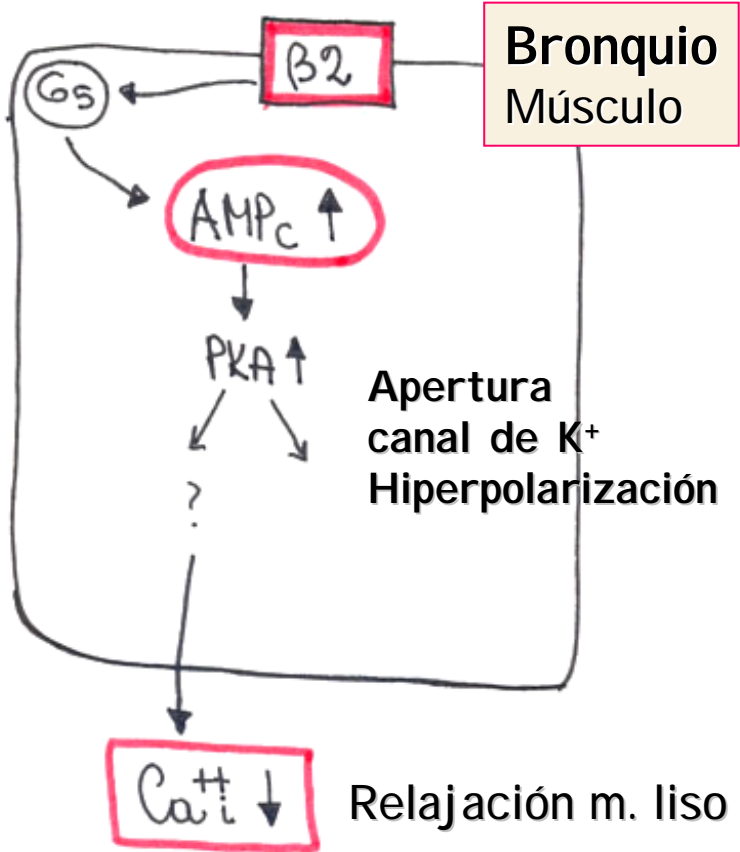 β2
Bronquio
Músculo
Gs
AMPc ↑
PKA ↑
Apertura
canal de K+
Hiperpolarización
?
Ca++i ↓
Relajación m. liso